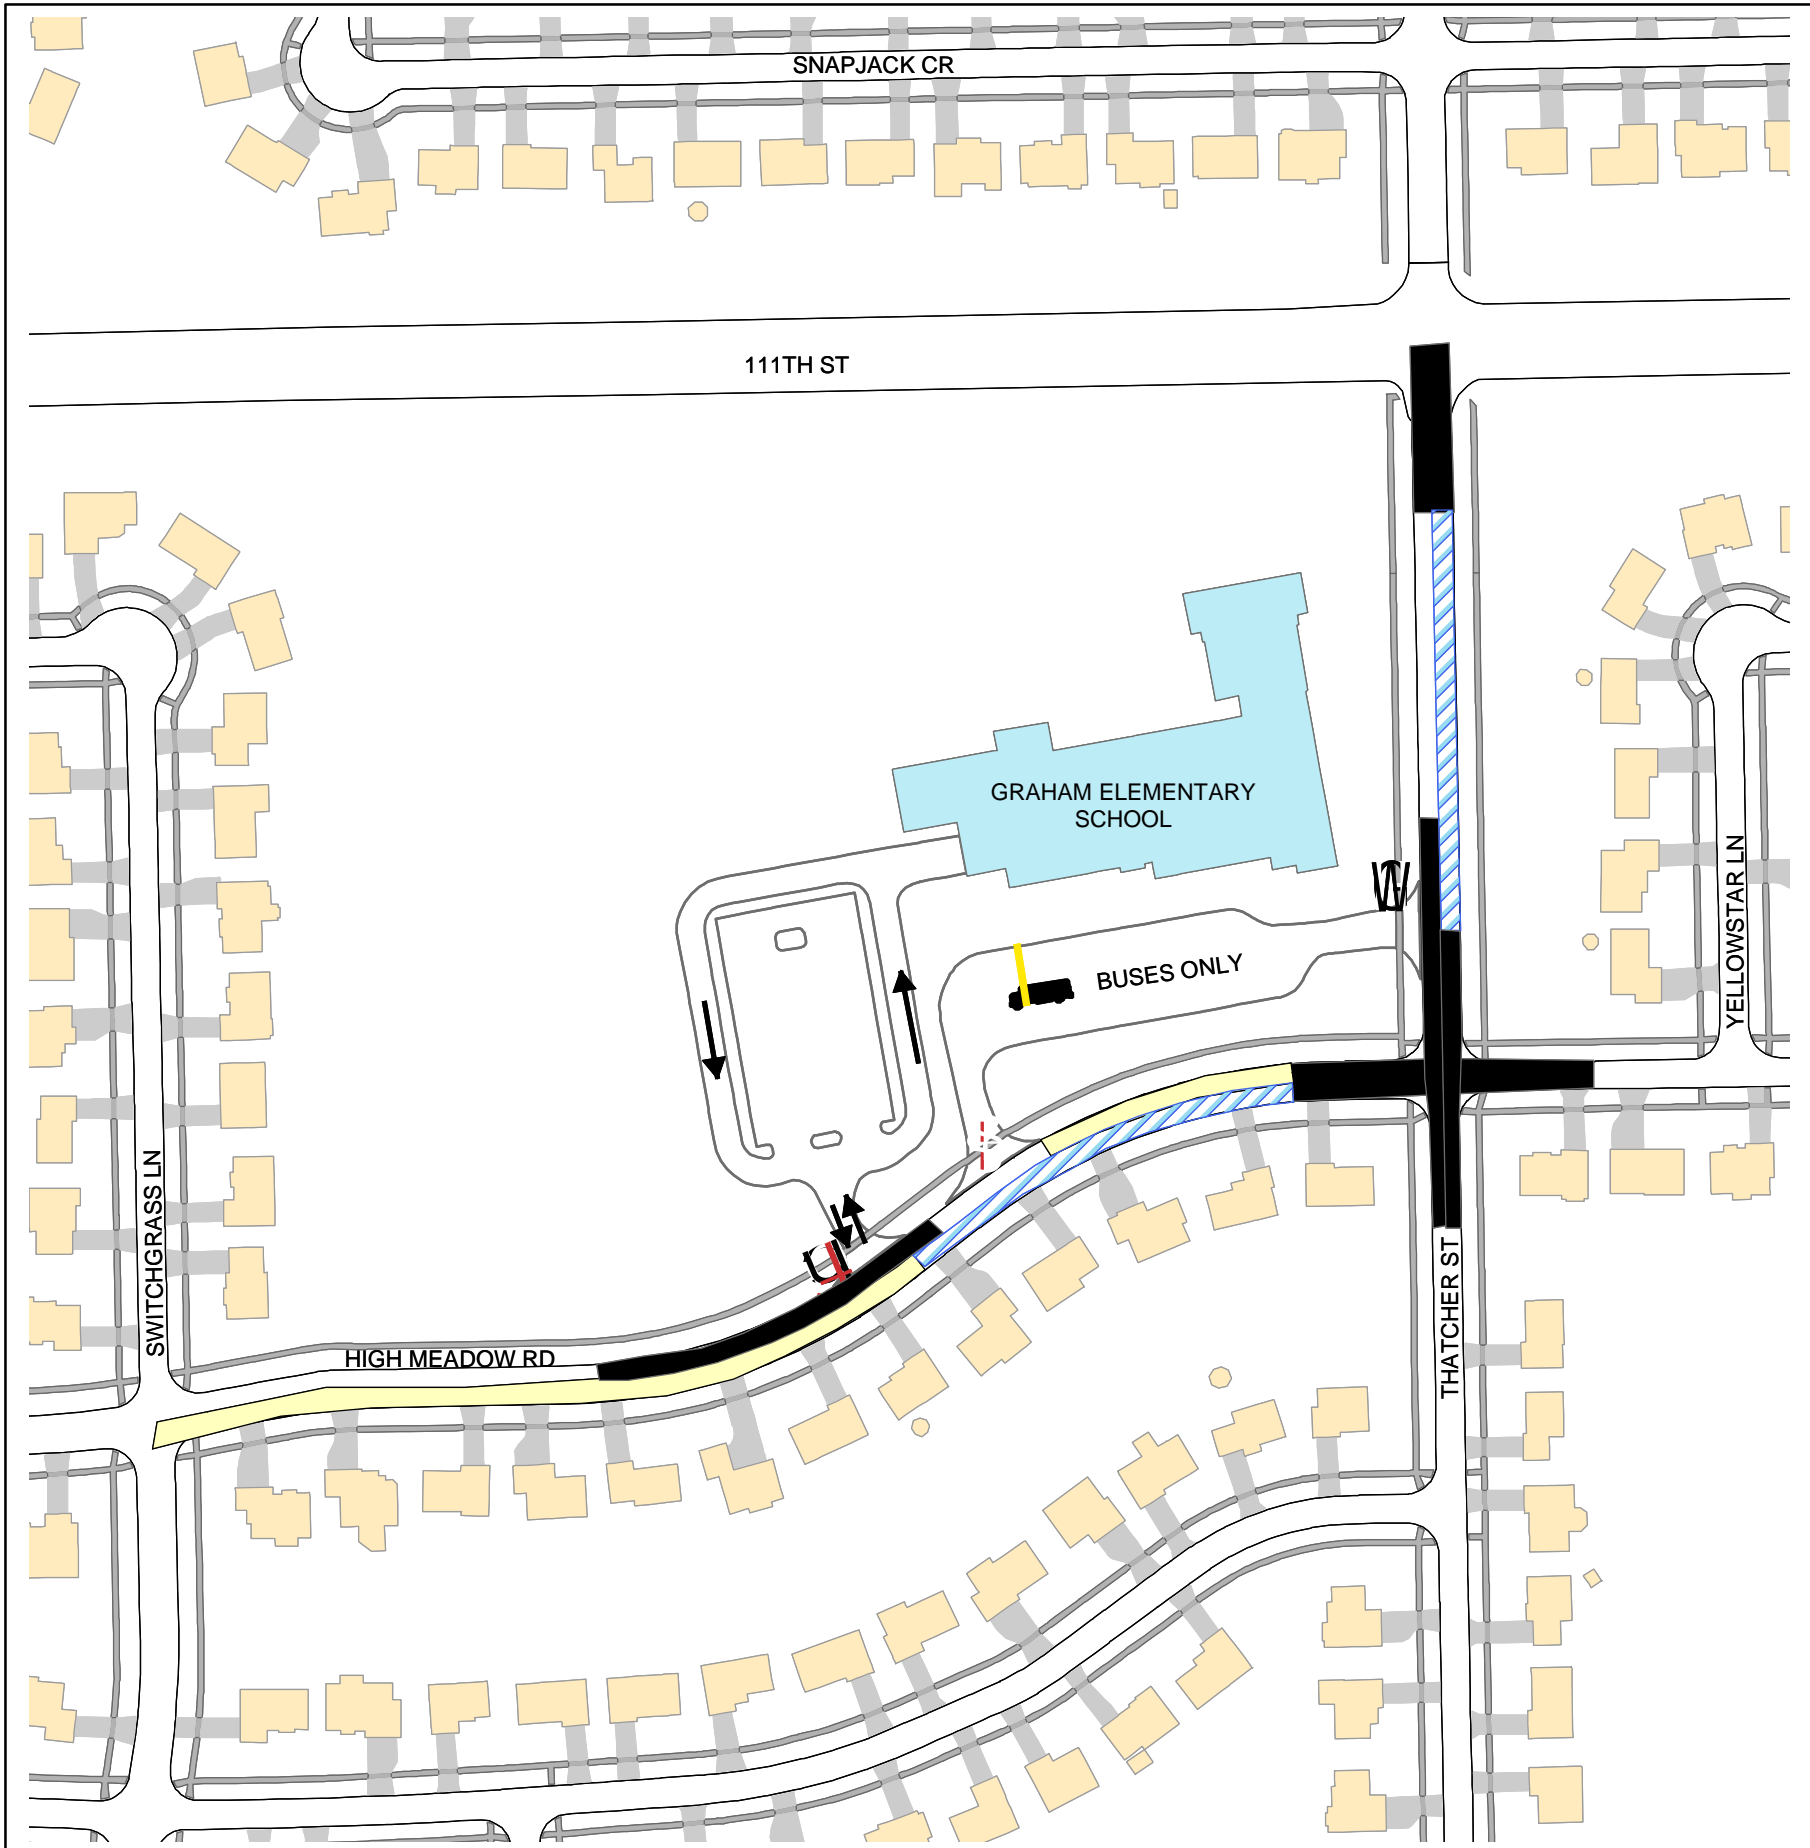 SNAPJACK CR
111TH ST
GRAHAM ELEMENTARY
SCHOOL
YELLOWSTAR LN
BUSES ONLY
SWITCHGRASS LN
THATCHER ST
HIGH MEADOW RD